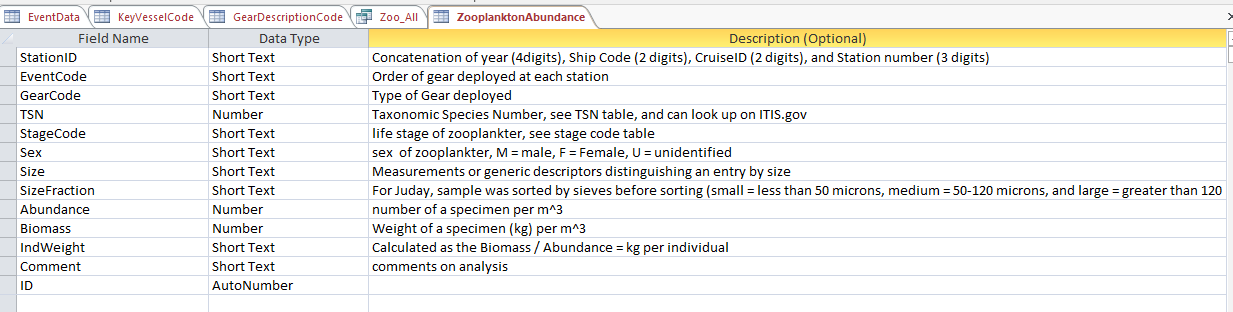 EventData KeyVesselCode GearDescriptionCode Zoo_All ZooplanktonAbundance
Field Name Data Type Description (Optional)
StationID Short Text Concatenation of year (4digits), Ship Code (2 digits), CruiseID (2 digits), and Station number (3 digits)
EventCode Short Text Order of gear deployed at each station
GearCode Short Text Type of Gear deployed
TSN Number Taxonomic Species Number, see TSN table, and can look up on ITIS.gov
StageCode Short Text life stage of zooplankter, see stage code table
Sex Short Text sex  of zooplankter, M = male, F = Female, U = unidentified
Size Short Text Measurements or generic descriptors distinguishing an entry by size
SizeFraction Short Text For Juday, sample was sorted by sieves before sorting (small = less than 50 microns, medium = 50-120 microns, and large = greater than 120
Abundance Number number of a specimen per m^3
Biomass Number Weight of a specimen (kg) per m^3
IndWeight Short Text Calculated as the Biomass / Abundance = kg per individual
Comment Short Text comments on analysis
ID AutoNumber